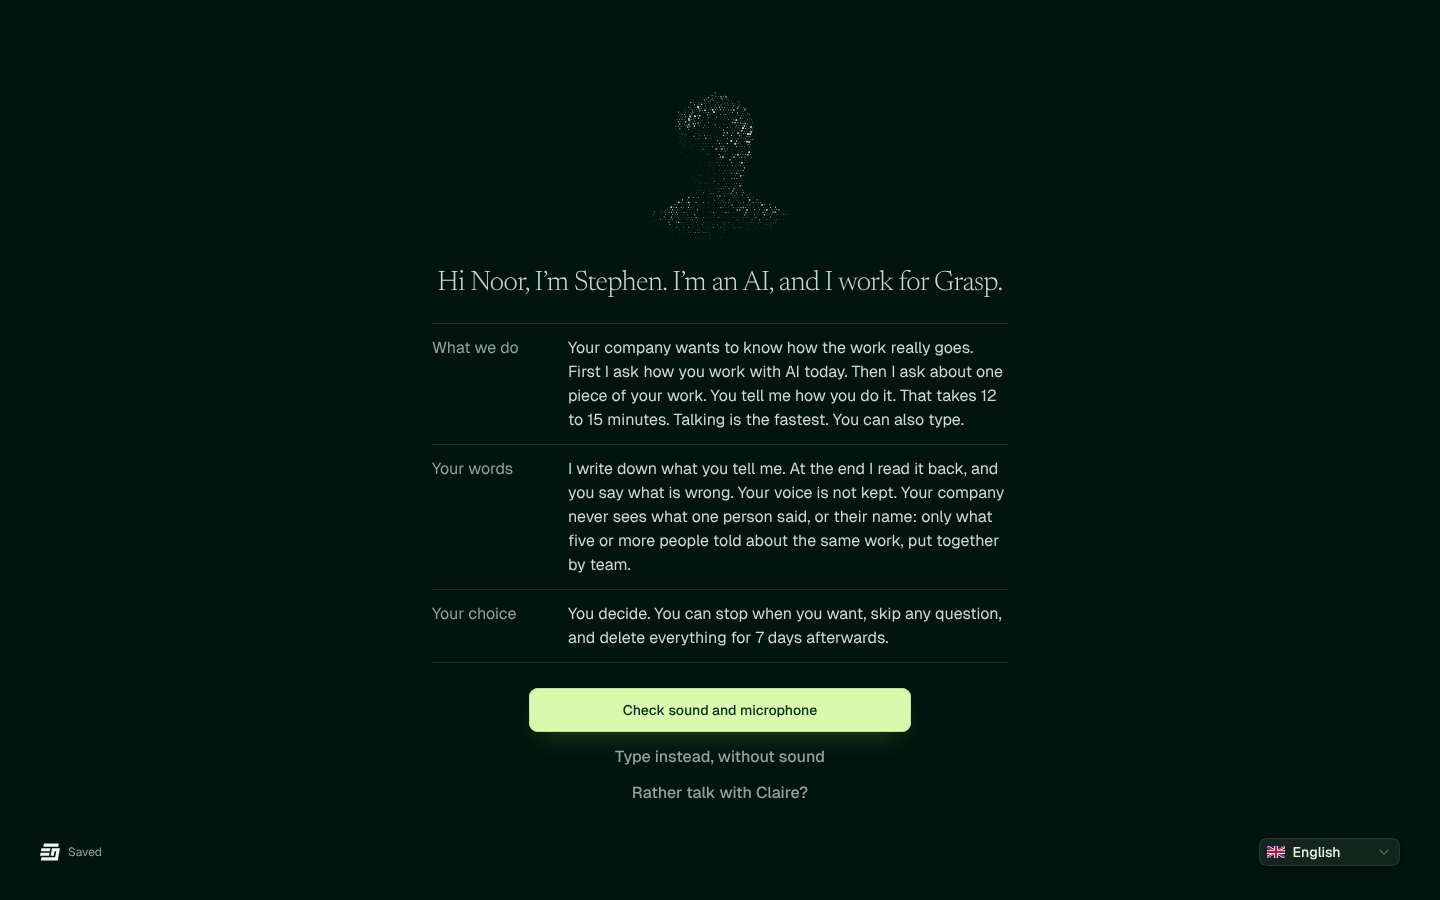 Hi Noor, I’m Stephen. I’m an AI, and I work for Grasp.
What we do
Your company wants to know how the work really goes.
First I ask how you work with AI today. Then I ask about one
piece of your work. You tell me how you do it. That takes 12
to 15 minutes. Talking is the fastest. You can also type.
Your words
I write down what you tell me. At the end I read it back, and
you say what is wrong. Your voice is not kept. Your company
never sees what one person said, or their name: only what
five or more people told about the same work, put together
by team.
Your choice
You decide. You can stop when you want, skip any question,
and delete everything for 7 days afterwards.
Check sound and microphone
Type instead, without sound
Rather talk with Claire?
Saved
English